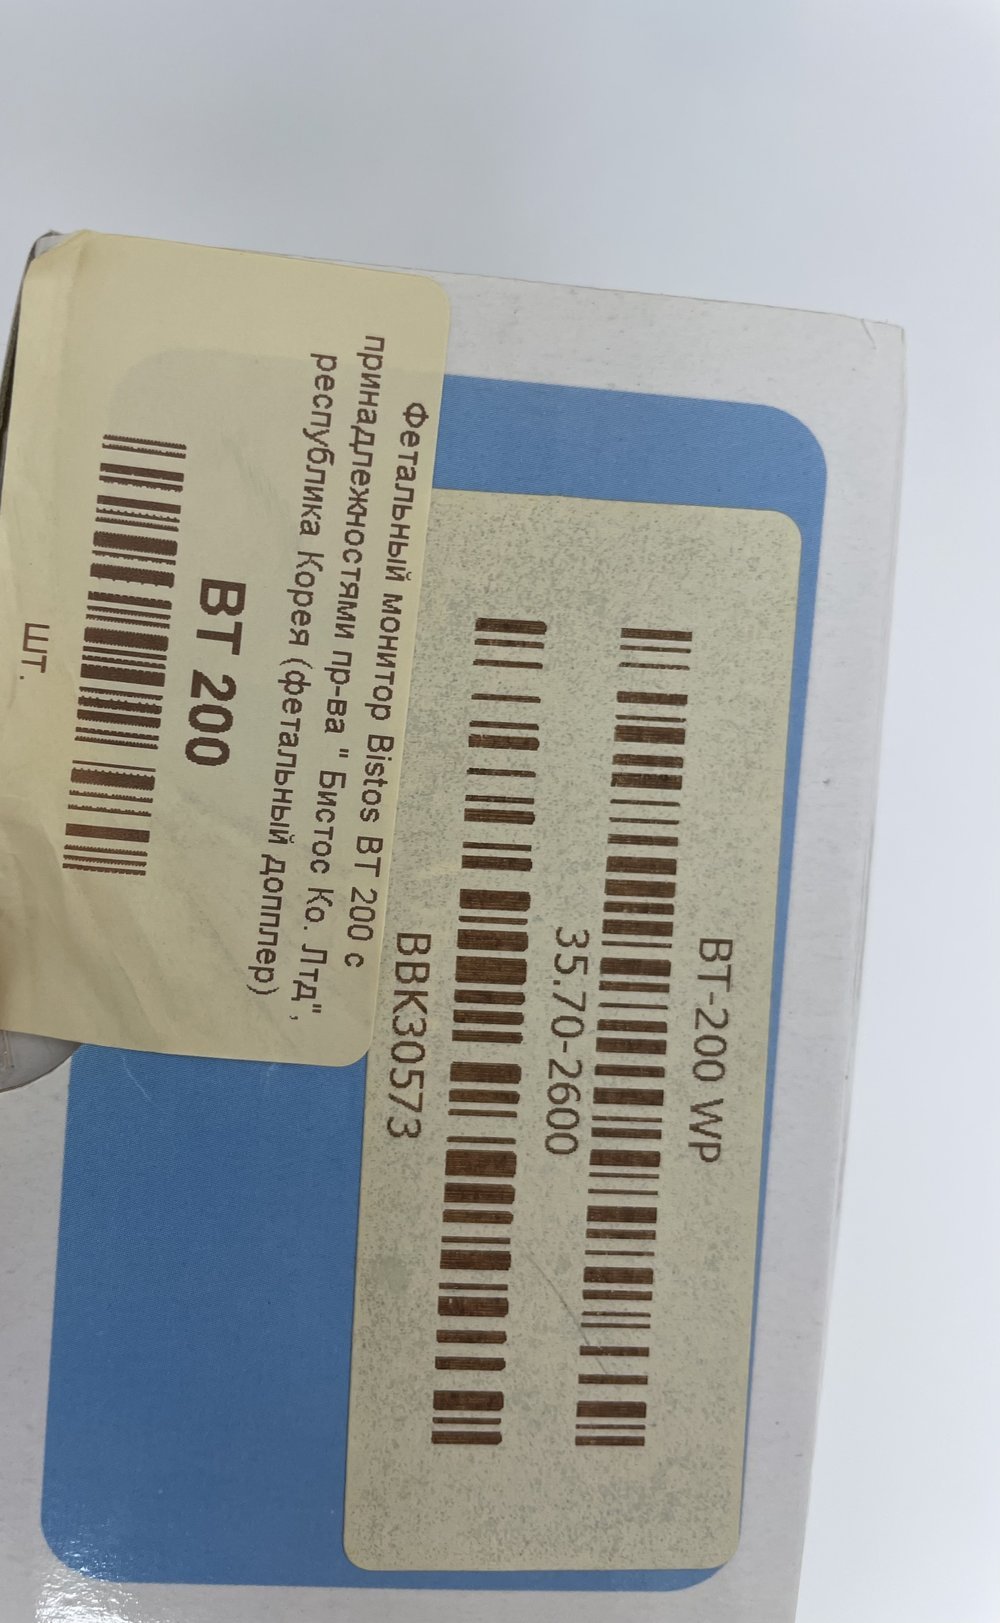 BT-200 WP
35.70-2600
BBK30573
Фетальный монитор Bistos BT 200 с
принадлежностями пр-ва " Бистос Ко. Лтд",
республика Корея (фетальный допплер)
BT 200
шт.